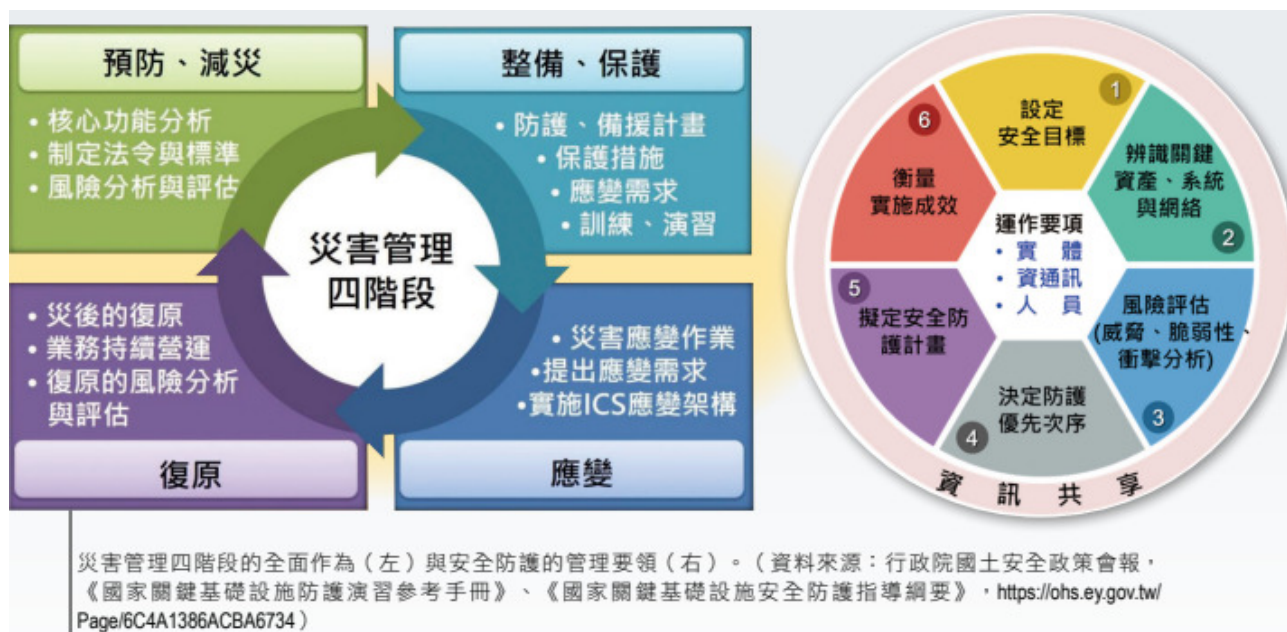 預防、減災
• 核心功能分析
• 制定法令與標準
• 風險分析與評估
整備、保護
• 防護、備援計畫
• 保護措施
• 應變需求
• 訓練、演習
災害管理
四階段
• 災後的復原
• 業務持續營運
• 復原的風險分析
與評估
復原
• 災害應變作業
•提出應變需求
•實施ICS應變架構
應變
1
設定
安全目標
辨識關鍵
資產、系統
與網絡
2
風險評估
(威脅、脆弱性、
衝擊分析)
3
決定防護
優先次序
4
5
擬定安全防
護計畫
6
衡量
實施成效
運作要項
• 實 體
• 資通訊
• 人 員
資 訊 共 享
災害管理四階段的全面作為（左）與安全防護的管理要領（右）。（資料來源：行政院國土安全政策會報，
《國家關鍵基礎設施防護演習參考手冊》、《國家關鍵基礎設施安全防護指導綱要》，https://ohs.ey.gov.tw/
Page/6C4A1386ACBA6734）